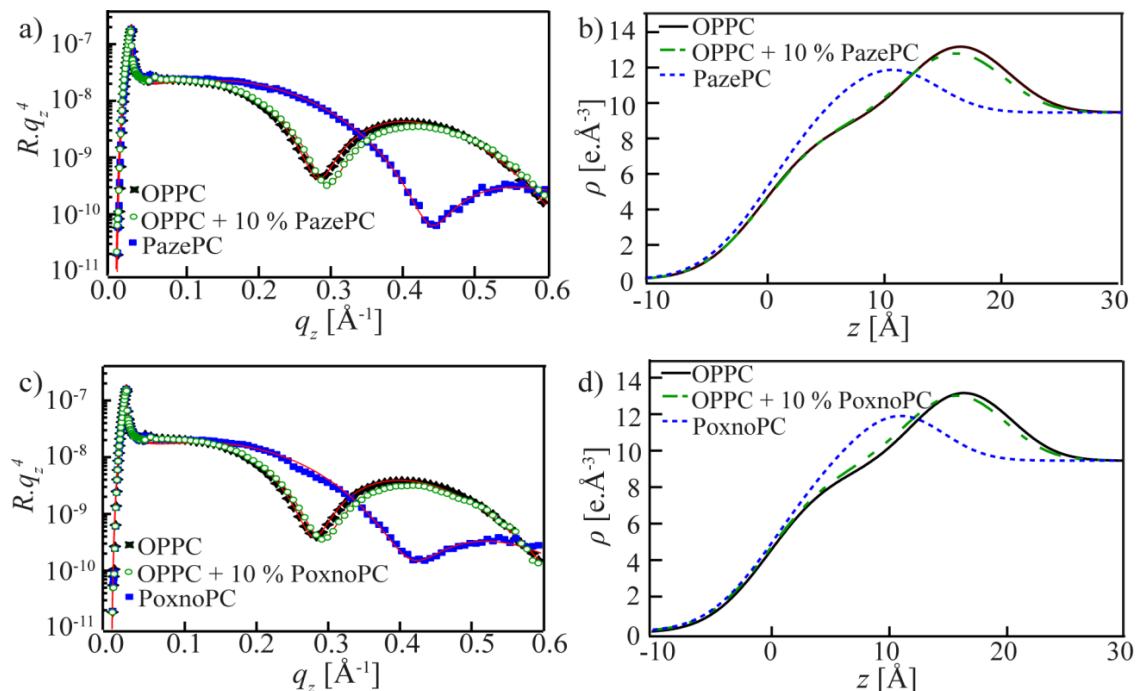 a)
10⁻⁷
10⁻⁸
10⁻⁹
10⁻¹⁰
10⁻¹¹
R.q_z⁴
OPPC
OPPC + 10 % PazePC
PazePC
0.0 0.1 0.2 0.3 0.4 0.5 0.6
q_z [Å⁻¹]
b)
14
12
10
8
6
4
2
0
ρ [e.Å⁻³]
OPPC
OPPC + 10 % PazePC
PazePC
-10 0 10 20 30
z [Å]
c)
10⁻⁷
10⁻⁸
10⁻⁹
10⁻¹⁰
10⁻¹¹
R.q_z⁴
OPPC
OPPC + 10 % PoxnoPC
PoxnoPC
0.0 0.1 0.2 0.3 0.4 0.5 0.6
q_z [Å⁻¹]
d)
14
12
10
8
6
4
2
0
ρ [e.Å⁻³]
OPPC
OPPC + 10 % PoxnoPC
PoxnoPC
-10 0 10 20 30
z [Å]